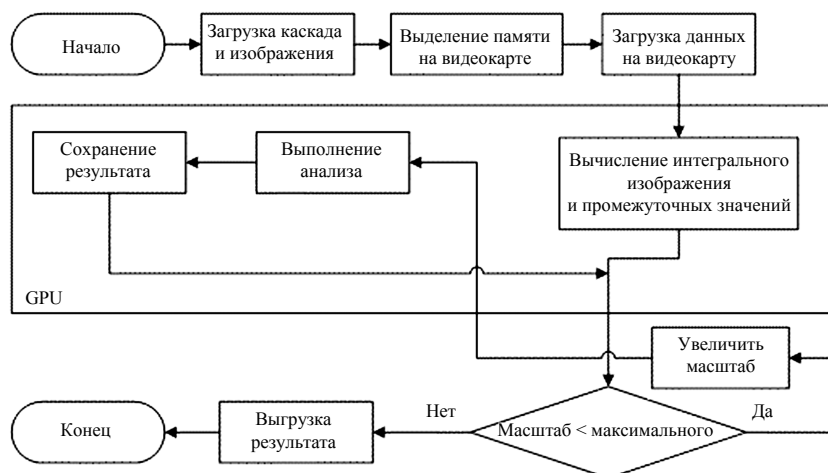 Начало
Загрузка каскада
и изображения
Выделение памяти
на видеокарте
Загрузка данных
на видеокарту
Сохранение
результата
Выполнение
анализа
Вычисление интегрального
изображения
и промежуточных значений
GPU
Увеличить
масштаб
Конец
Выгрузка
результата
Нет
Масштаб < максимального
Да